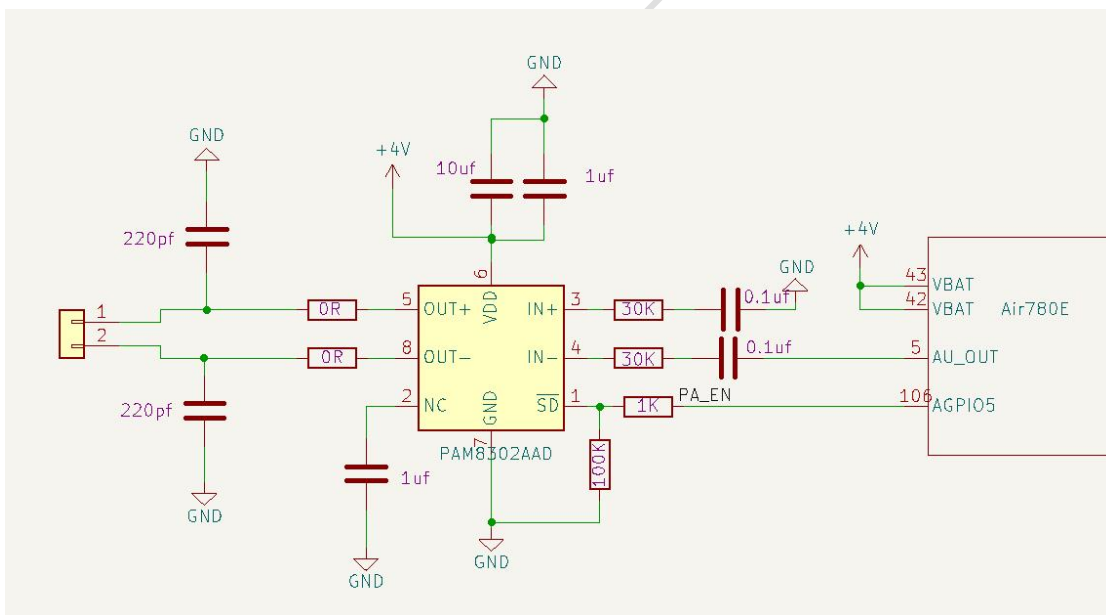 GND
GND
+4V
10uf
1uf
220pf
+4V
GND
6
VDD
43
VBAT
42
VBAT
Air780E
1
0R
5
OUT+
IN+
3
30K
0.1uf
2
0R
8
OUT-
IN-
4
30K
0.1uf
5
AU_OUT
220pf
2
NC
GND
SD
1
1K
PA_EN
106
AGPIO5
7
PAM8302AAD
1uf
100K
GND
GND
GND